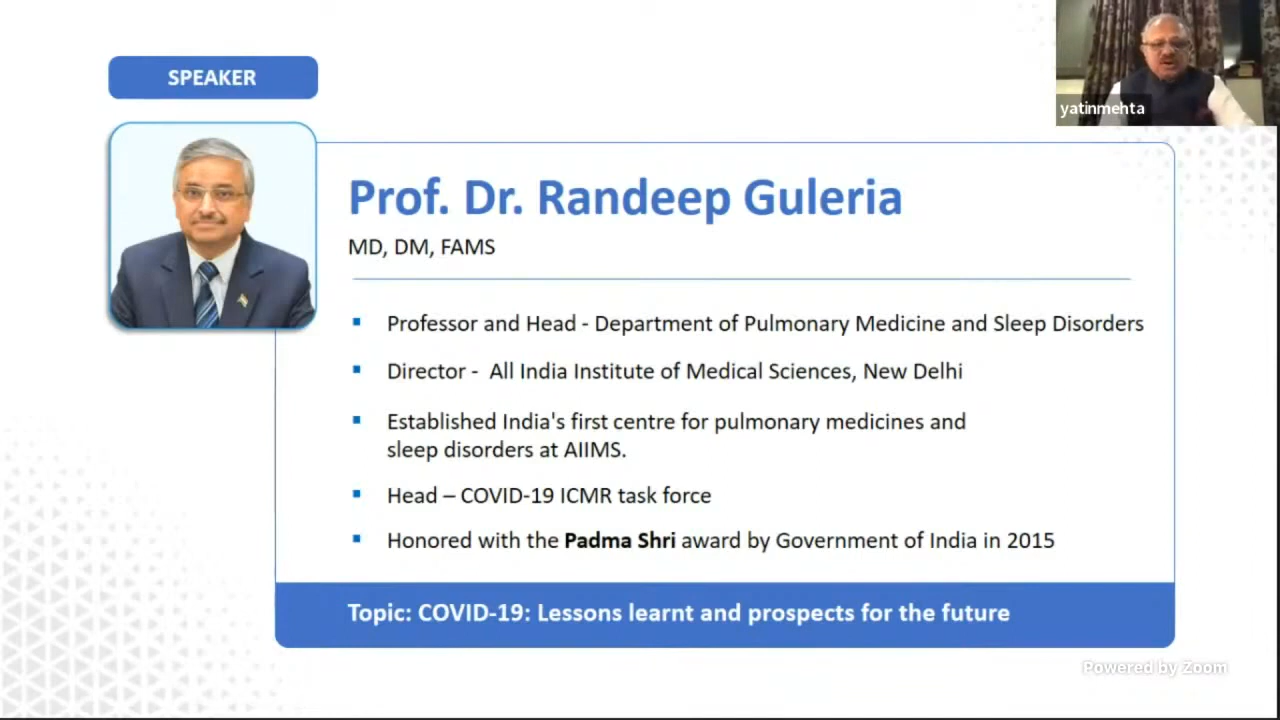 SPEAKER
yatinmehta
Prof. Dr. Randeep Guleria
MD, DM, FAMS
Professor and Head - Department of Pulmonary Medicine and Sleep Disorders
Director - All India Institute of Medical Sciences, New Delhi
Established India's first centre for pulmonary medicines and
sleep disorders at AIIMS.
Head – COVID-19 ICMR task force
Honored with the Padma Shri award by Government of India in 2015
Topic: COVID-19: Lessons learnt and prospects for the future
Powered by Zoom